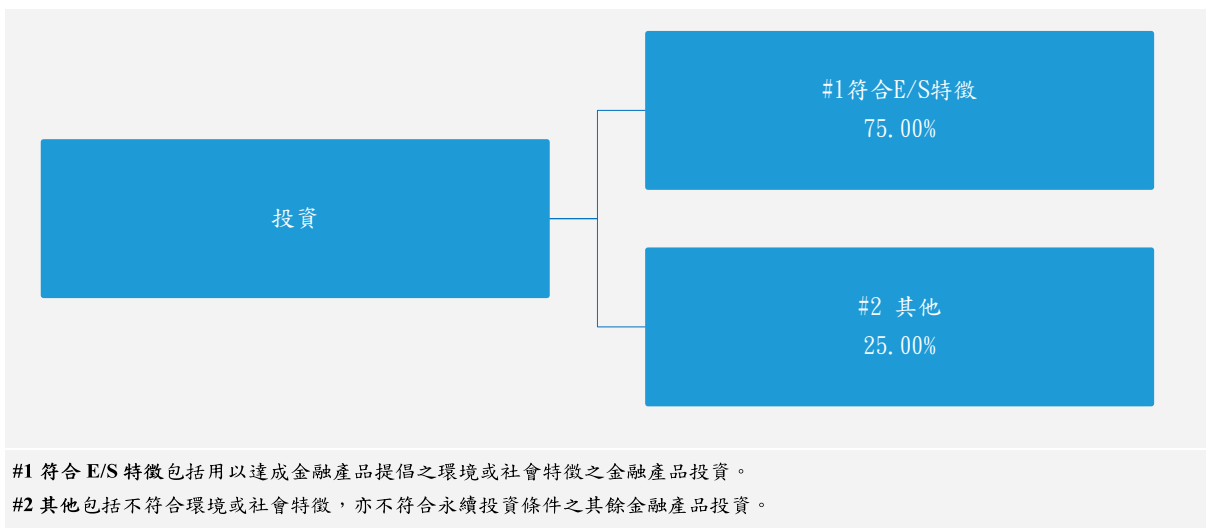 #1符合E/S特徵
75.00%
投資
#2 其他
25.00%
#1 符合 E/S 特徵包括用以達成金融產品提倡之環境或社會特徵之金融產品投資。
#2 其他包括不符合環境或社會特徵，亦不符合永續投資條件之其餘金融產品投資。